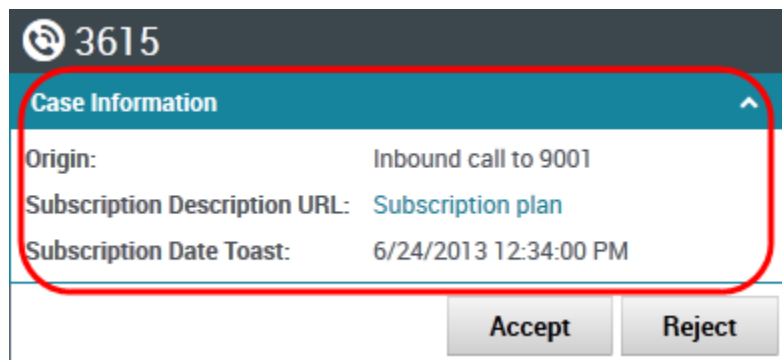 3615
Case Information
Origin: Inbound call to 9001
Subscription Description URL: Subscription plan
Subscription Date Toast: 6/24/2013 12:34:00 PM
Accept Reject